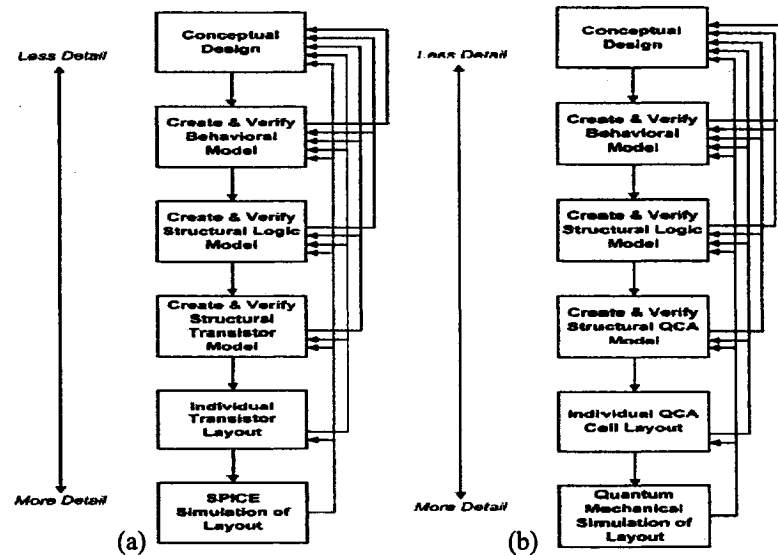 Less Detail
Conceptual
Design
Create & Verify
Behavioral
Model
Create & Verify
Structural Logic
Model
Create & Verify
Structural
Transistor
Model
Individual
Transistor
Layout
SPICE
Simulation of
Layout
More Detail
(a)
Less Detail
Conceptual
Design
Create & Verify
Behavioral
Model
Create & Verify
Structural Logic
Model
Create & Verify
Structural QCA
Model
Individual QCA
Cell Layout
Quantum
Mechanical
Simulation of
Layout
More Detail
(b)